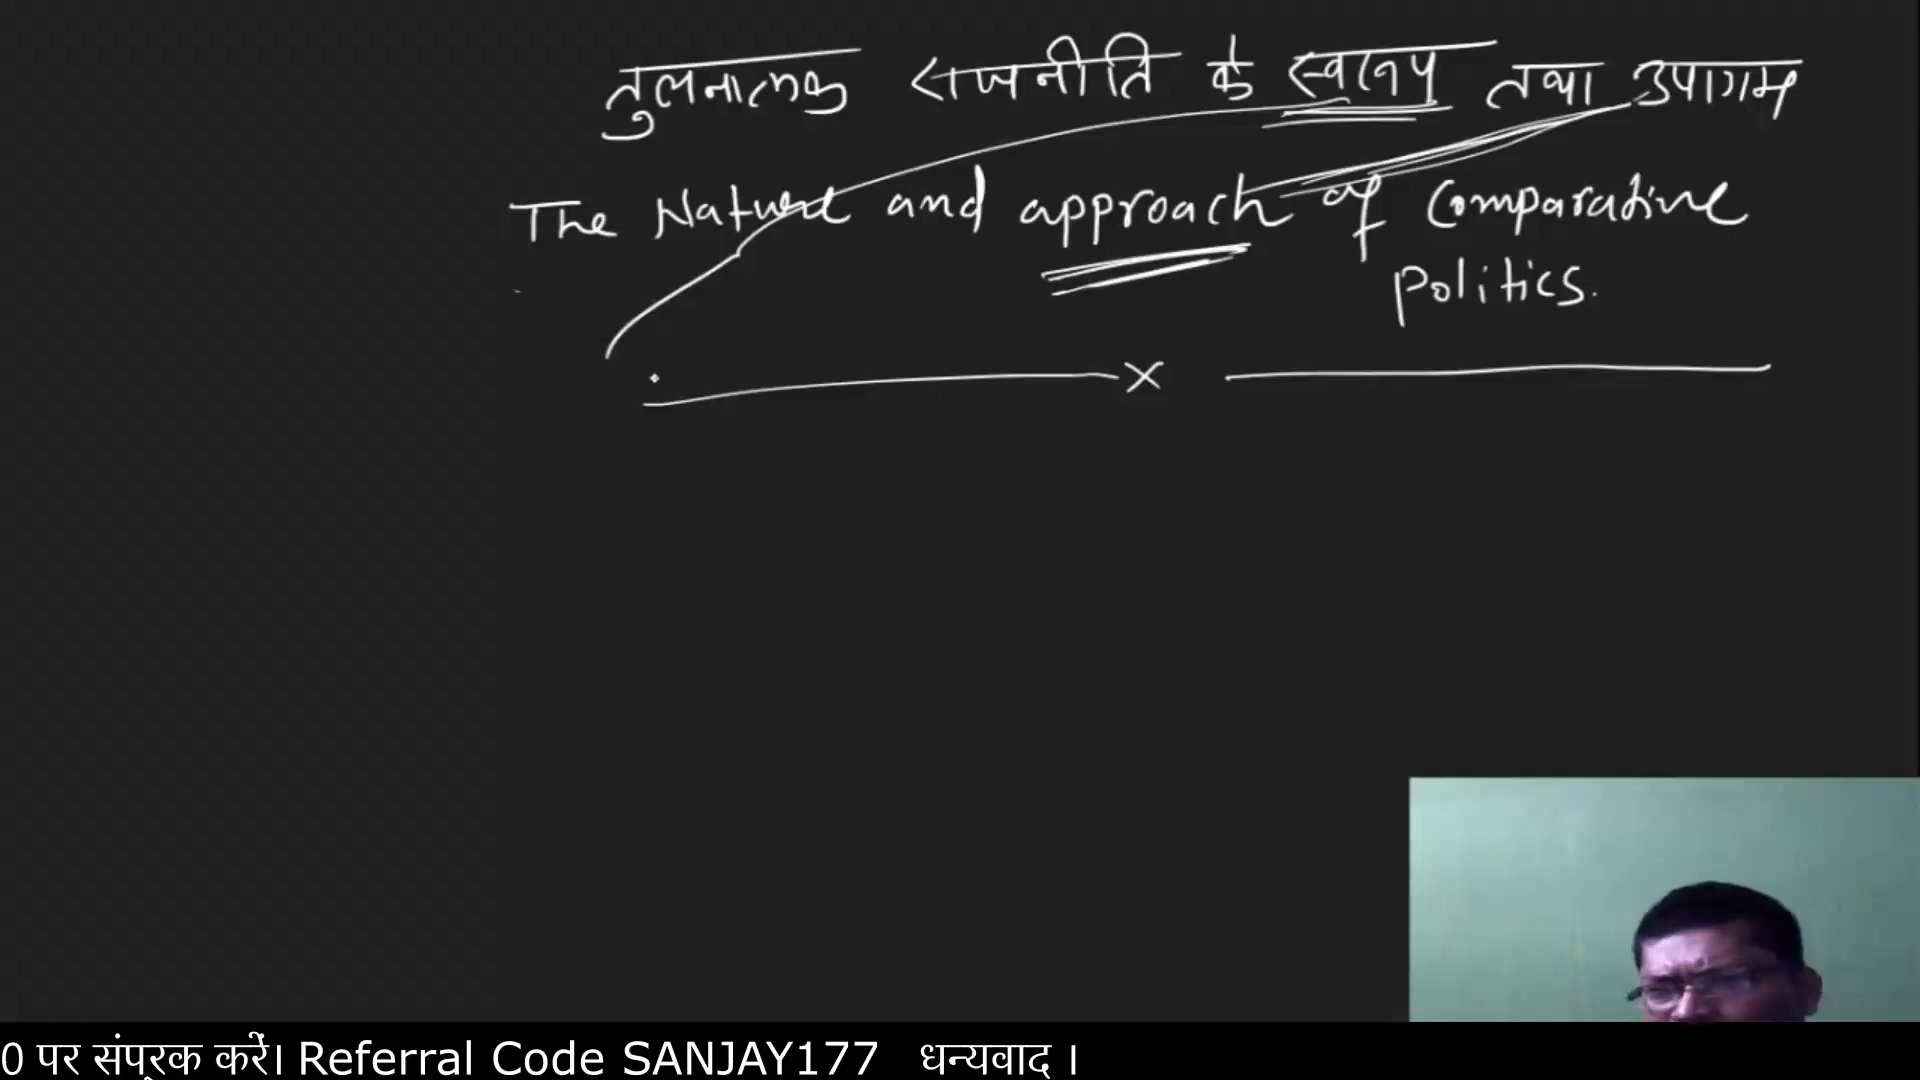 तुलनात्मक राजनीति के स्वरूप तथा उपागम
The Nature and approach of Comparative
politics.
x
0 पर संपूरक करें। Referral Code SANJAY177 धन्यवाद ।